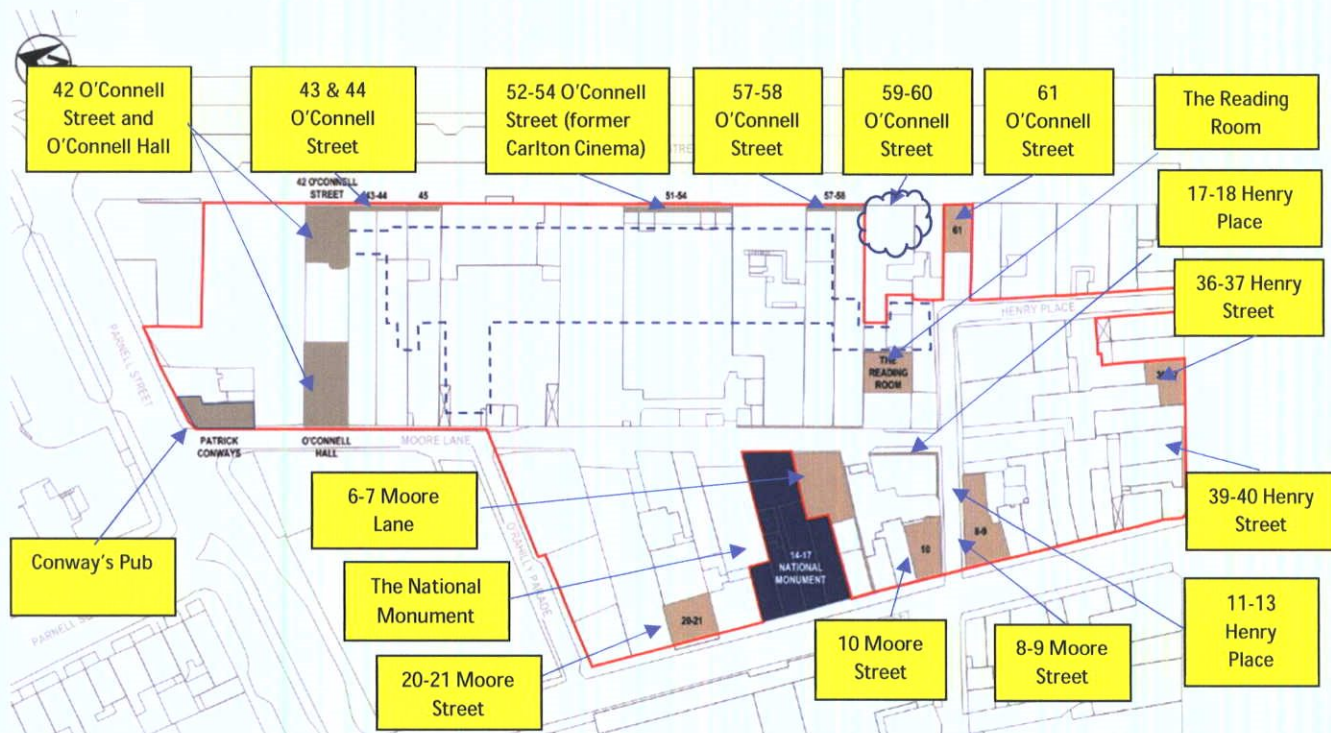 42 O'Connell
Street and
O'Connell Hall
43 & 44
O'Connell
Street
52-54 O'Connell
Street (former
Carlton Cinema)
57-58
O'Connell
Street
59-60
O'Connell
Street
61
O'Connell
Street
The Reading
Room
17-18 Henry
Place
36-37 Henry
Street
39-40 Henry
Street
11-13
Henry
Place
8-9 Moore
Street
10 Moore
Street
20-21 Moore
Street
The National
Monument
6-7 Moore
Lane
Conway's Pub
42 O'CONNELL
STREET
43-44
45
51-54
57-58
61
HENRY PLACE
THE
READING
ROOM
PARNELL STREET
PATRICK
CONWAYS
O'CONNELL
HALL
MOORE LANE
O'RAHILLY PARADE
14-17
NATIONAL
MONUMENT
20-21
10
8-9